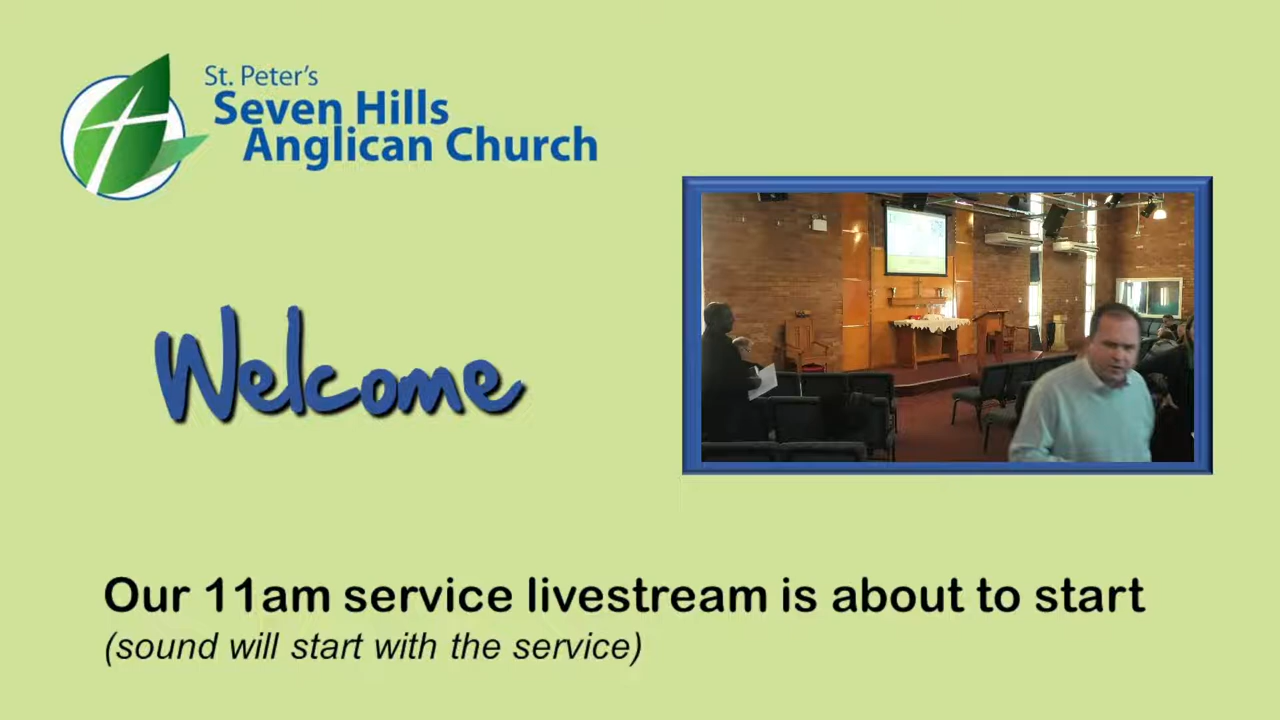 St. Peter's
Seven Hills
Anglican Church
Welcome
Our 11am service livestream is about to start
(sound will start with the service)